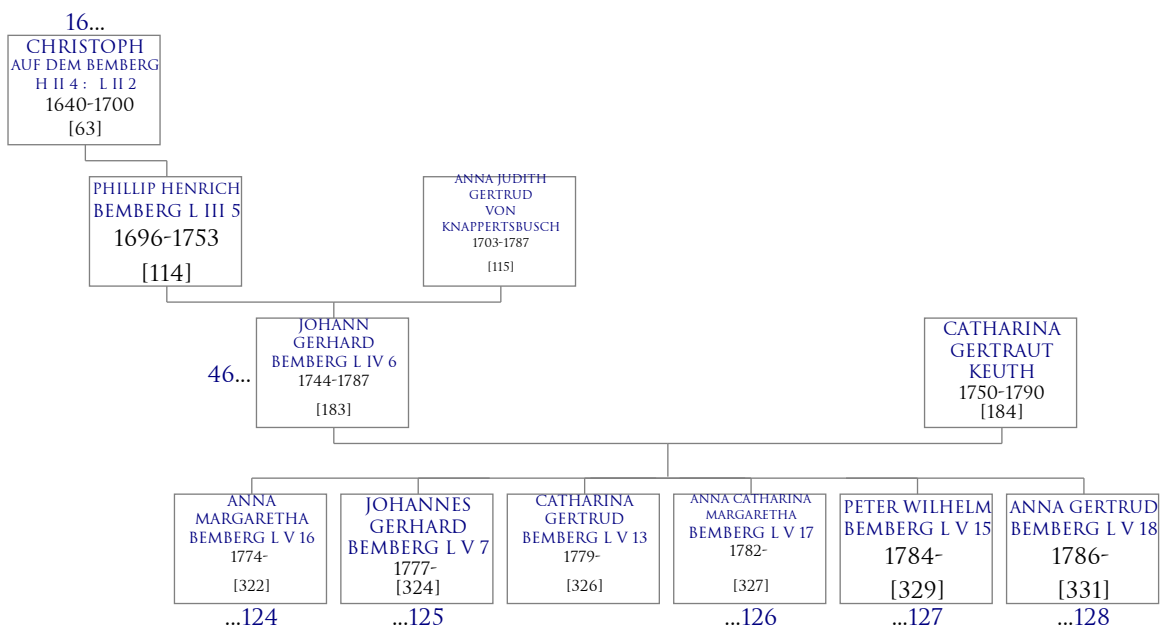 16...
CHRISTOPH
AUF DEM BEMBERG
H II 4 : L II 2
1640-1700
[63]
PHILLIP HENRICH
BEMBERG L III 5
1696-1753
[114]
ANNA JUDITH
GERTRUD
VON
KNAPPERTSBUSCH
1703-1787
[115]
46...
JOHANN
GERHARD
BEMBERG L IV 6
1744-1787
[183]
CATHARINA
GERTRAUT
KEUTH
1750-1790
[184]
ANNA
MARGARETHA
BEMBERG L V 16
1774-
[322]
...124
JOHANNES
GERHARD
BEMBERG L V 7
1777-
[324]
...125
CATHARINA
GERTRUD
BEMBERG L V 13
1779-
[326]
ANNA CATHARINA
MARGARETHA
BEMBERG L V 17
1782-
[327]
...126
PETER WILHELM
BEMBERG L V 15
1784-
[329]
...127
ANNA GERTRUD
BEMBERG L V 18
1786-
[331]
...128